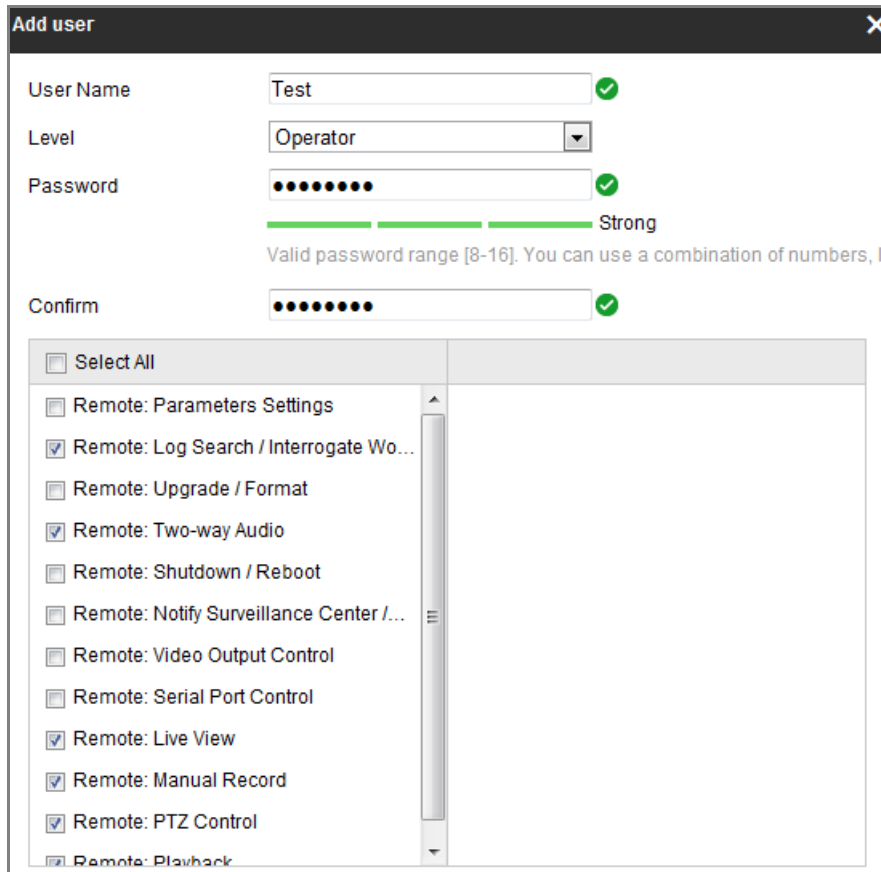 Add user
User Name Test
Level Operator
Password ••••••••
Strong
Valid password range [8-16]. You can use a combination of numbers,
Confirm ••••••••
Select All
Remote: Parameters Settings
Remote: Log Search / Interrogate Wo...
Remote: Upgrade / Format
Remote: Two-way Audio
Remote: Shutdown / Reboot
Remote: Notify Surveillance Center /...
Remote: Video Output Control
Remote: Serial Port Control
Remote: Live View
Remote: Manual Record
Remote: PTZ Control
Remote: Playback